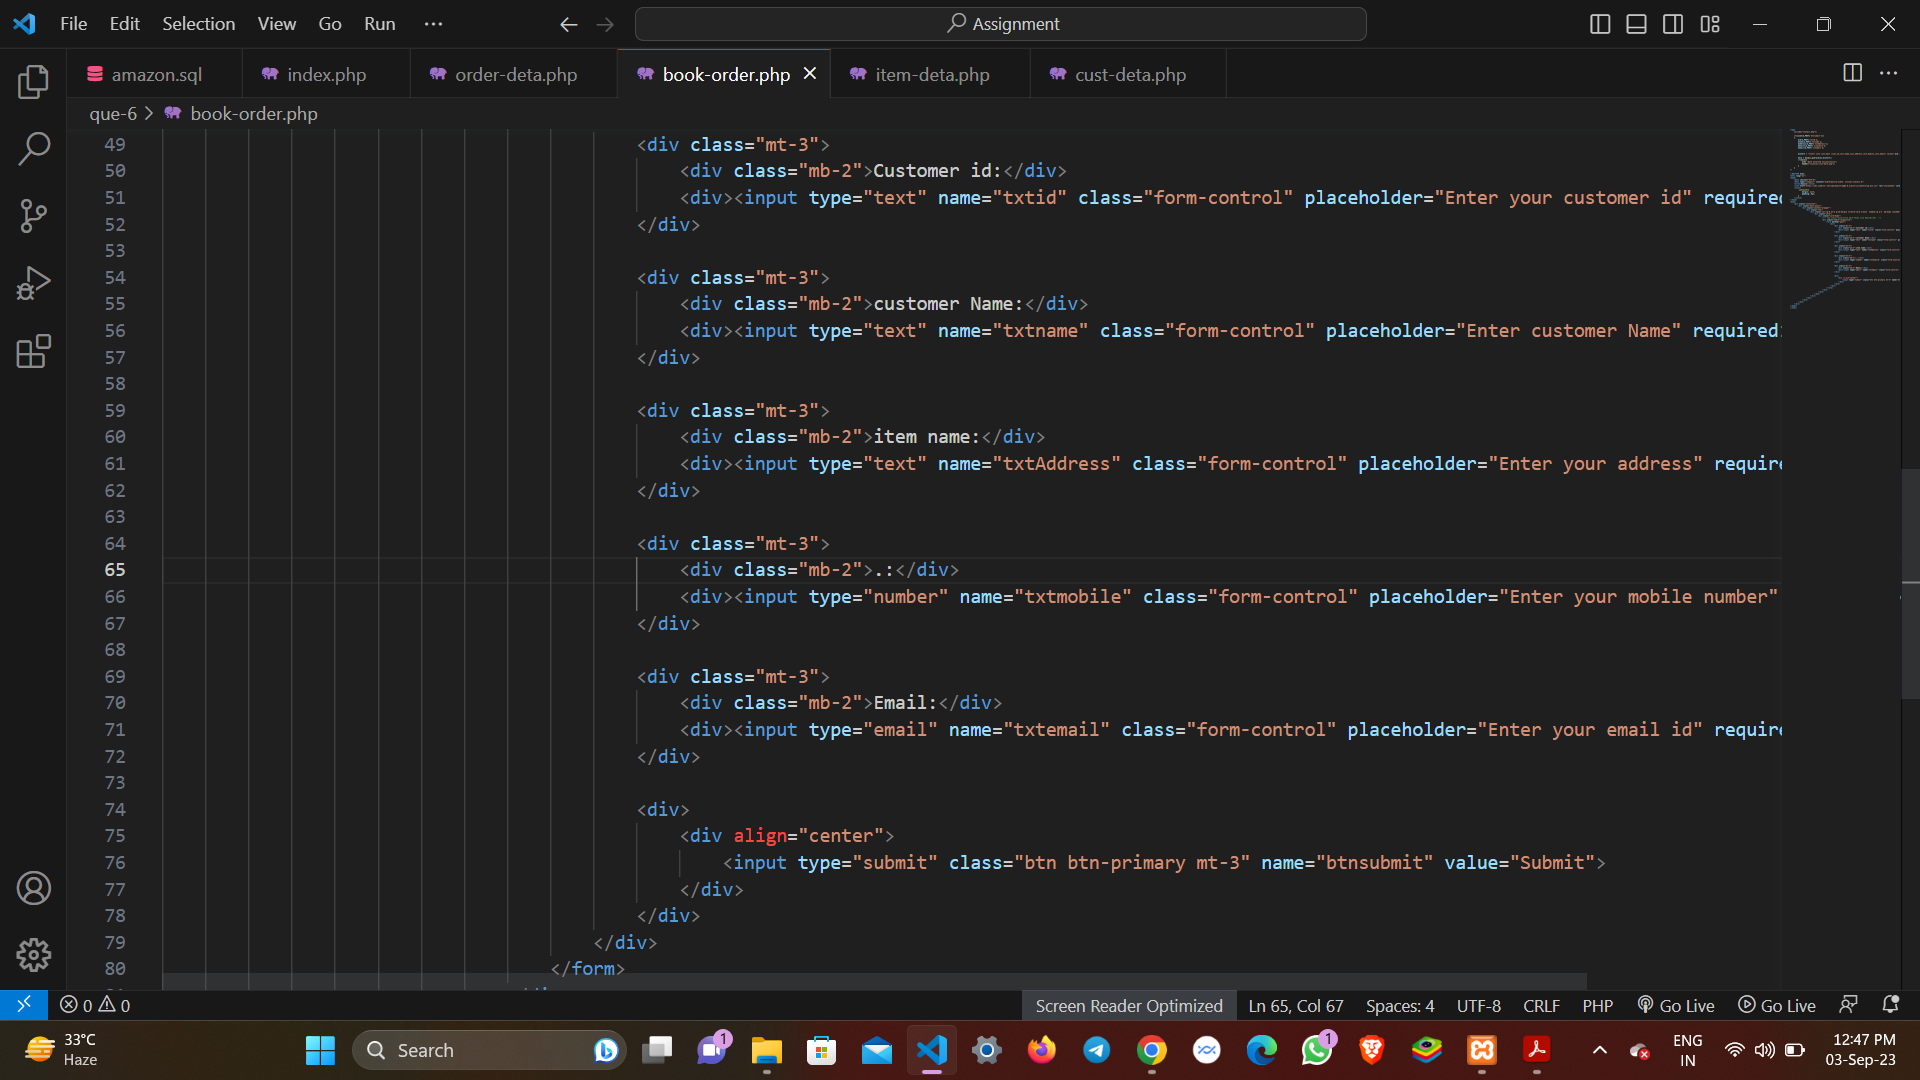 File Edit Selection View Go Run ··· Assignment
amazon.sql index.php order-deta.php book-order.php item-deta.php cust-deta.php
que-6 > book-order.php
49 <div class="mt-3">
50 <div class="mb-2">Customer id:</div>
51 <div><input type="text" name="txtid" class="form-control" placeholder="Enter your customer id" required
52 </div>
53
54 <div class="mt-3">
55 <div class="mb-2">customer Name:</div>
56 <div><input type="text" name="txtname" class="form-control" placeholder="Enter customer Name" required
57 </div>
58
59 <div class="mt-3">
60 <div class="mb-2">item name:</div>
61 <div><input type="text" name="txtAddress" class="form-control" placeholder="Enter your address" require
62 </div>
63
64 <div class="mt-3">
65 <div class="mb-2">.:</div>
66 <div><input type="number" name="txtmobile" class="form-control" placeholder="Enter your mobile number"
67 </div>
68
69 <div class="mt-3">
70 <div class="mb-2">Email:</div>
71 <div><input type="email" name="txtemail" class="form-control" placeholder="Enter your email id" require
72 </div>
73
74 <div>
75 <div align="center">
76 <input type="submit" class="btn btn-primary mt-3" name="btnsubmit" value="Submit">
77 </div>
78 </div>
79 </div>
80 </form>
0 0 Screen Reader Optimized Ln 65, Col 67 Spaces: 4 UTF-8 CRLF PHP Go Live Go Live
33°C
Haze
Search
1
1
ENG
IN
12:47 PM
03-Sep-23